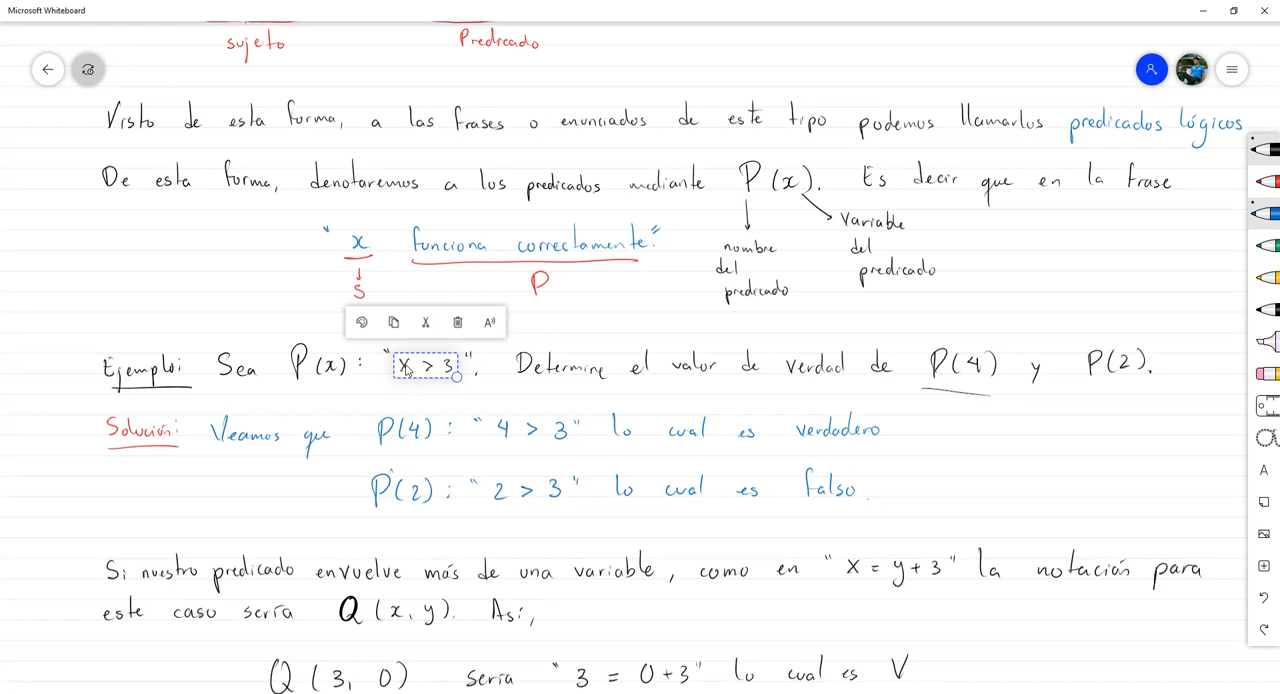 Microsoft Whiteboard
sujeto Predicado
Visto de esta forma, a las frases o enunciados de este tipo podemos llamarlos predicados lógicos
De esta forma, denotaremos a los predicados mediante P(x). Es decir que en la frase
"x funciona correctamente."
S P
nombre del predicado
Variable del predicado
Ejemplo: Sea P(x): "x > 3". Determine el valor de verdad de P(4) y P(2).
Solución: Veamos que P(4): "4 > 3" lo cual es verdadero
P(2): "2 > 3" lo cual es falso.
Si nuestro predicado envuelve más de una variable, como en "x = y+3" la notación para
este caso sería Q(x,y). Así,
Q(3, 0) sería "3 = 0+3" lo cual es V